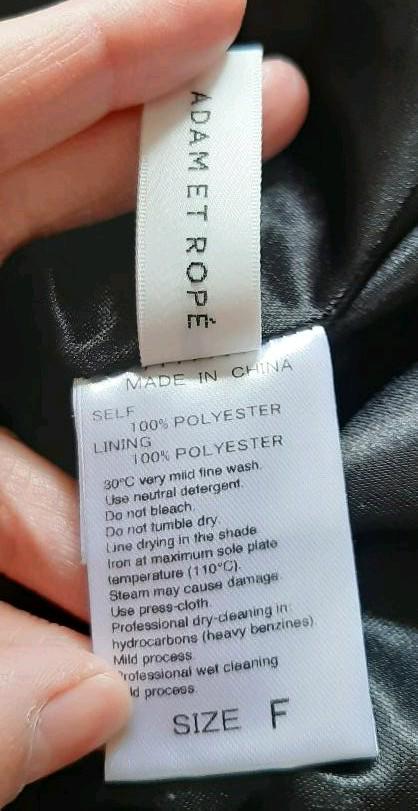 ADAM ET ROPÉ
MADE IN CHINA
SELF
100% POLYESTER
LINING
100% POLYESTER
30°C very mild fine wash.
Use neutral detergent.
Do not bleach.
Do not tumble dry.
Line drying in the shade.
Iron at maximum sole plate
temperature (110°C).
Steam may cause damage.
Use press-cloth.
Professional dry-cleaning in:
hydrocarbons (heavy benzines)
Mild process.
rofessional wet cleaning
ld process.
SIZE F